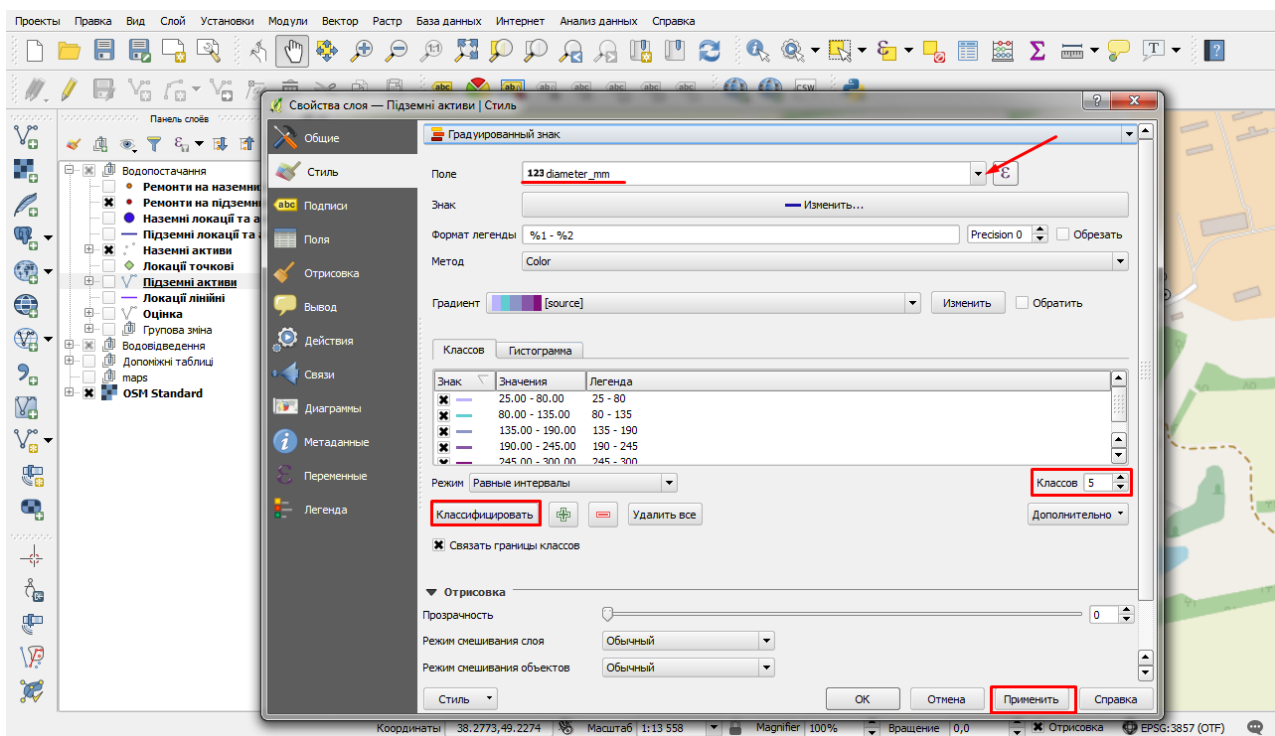 Проекты Правка Вид Слой Установки Модули Вектор Растр База данных Интернет Анализ данных Справка
Свойства слоя — Підземні активи | Стиль
Панель слоёв
Водопостачання
Ремонти на наземни
Ремонти на підземн
Наземні локації та а
Підземні локації та
Наземні активи
Локації точкові
Підземні активи
Локації лінійні
Оцінка
Групова зміна
Водовідведення
Допоміжні таблиці
maps
OSM Standard
Общие
Стиль
Подписи
Поля
Отрисовка
Вывод
Действия
Связи
Диаграммы
Метаданные
Переменные
Легенда
Градуированный знак
Поле 123 diameter_mm ε
Знак Изменить...
Формат легенды %1 - %2 Precision 0 Обрезать
Метод Color
Градиент [source] Изменить Обратить
Классов Гистограмма
Знак Значения Легенда
25.00 - 80.00 25 - 80
80.00 - 135.00 80 - 135
135.00 - 190.00 135 - 190
190.00 - 245.00 190 - 245
245.00 - 300.00 245 - 300
Режим Равные интервалы Классов 5
Классифицировать Удалить все Дополнительно
Связать границы классов
Отрисовка
Прозрачность 0
Режим смешивания слоя Обычный
Режим смешивания объектов Обычный
Стиль OK Отмена Применить Справка
Координаты 38.2773,49.2274 Масштаб 1:13 558 Magnifier 100% Вращение 0,0 Отрисовка EPSG:3857 (OTF)